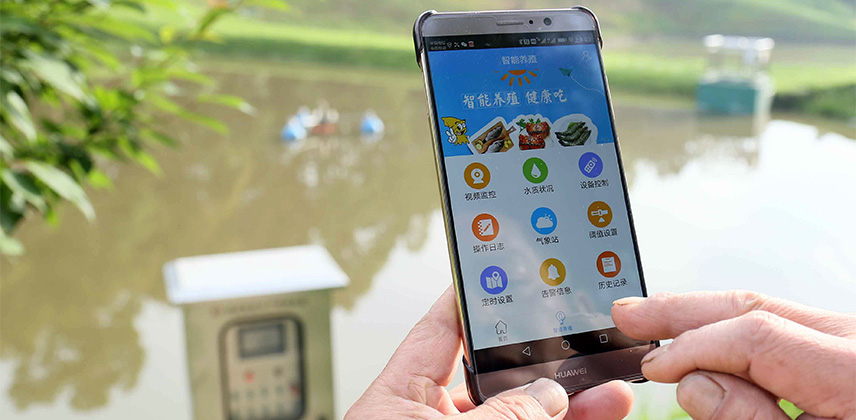 智能养殖
智能养殖 健康吃
视频监控 水质状况 设备控制
操作日志 气象站 阈值设置
定时设置 告警信息 历史记录
首页
HUAWEI